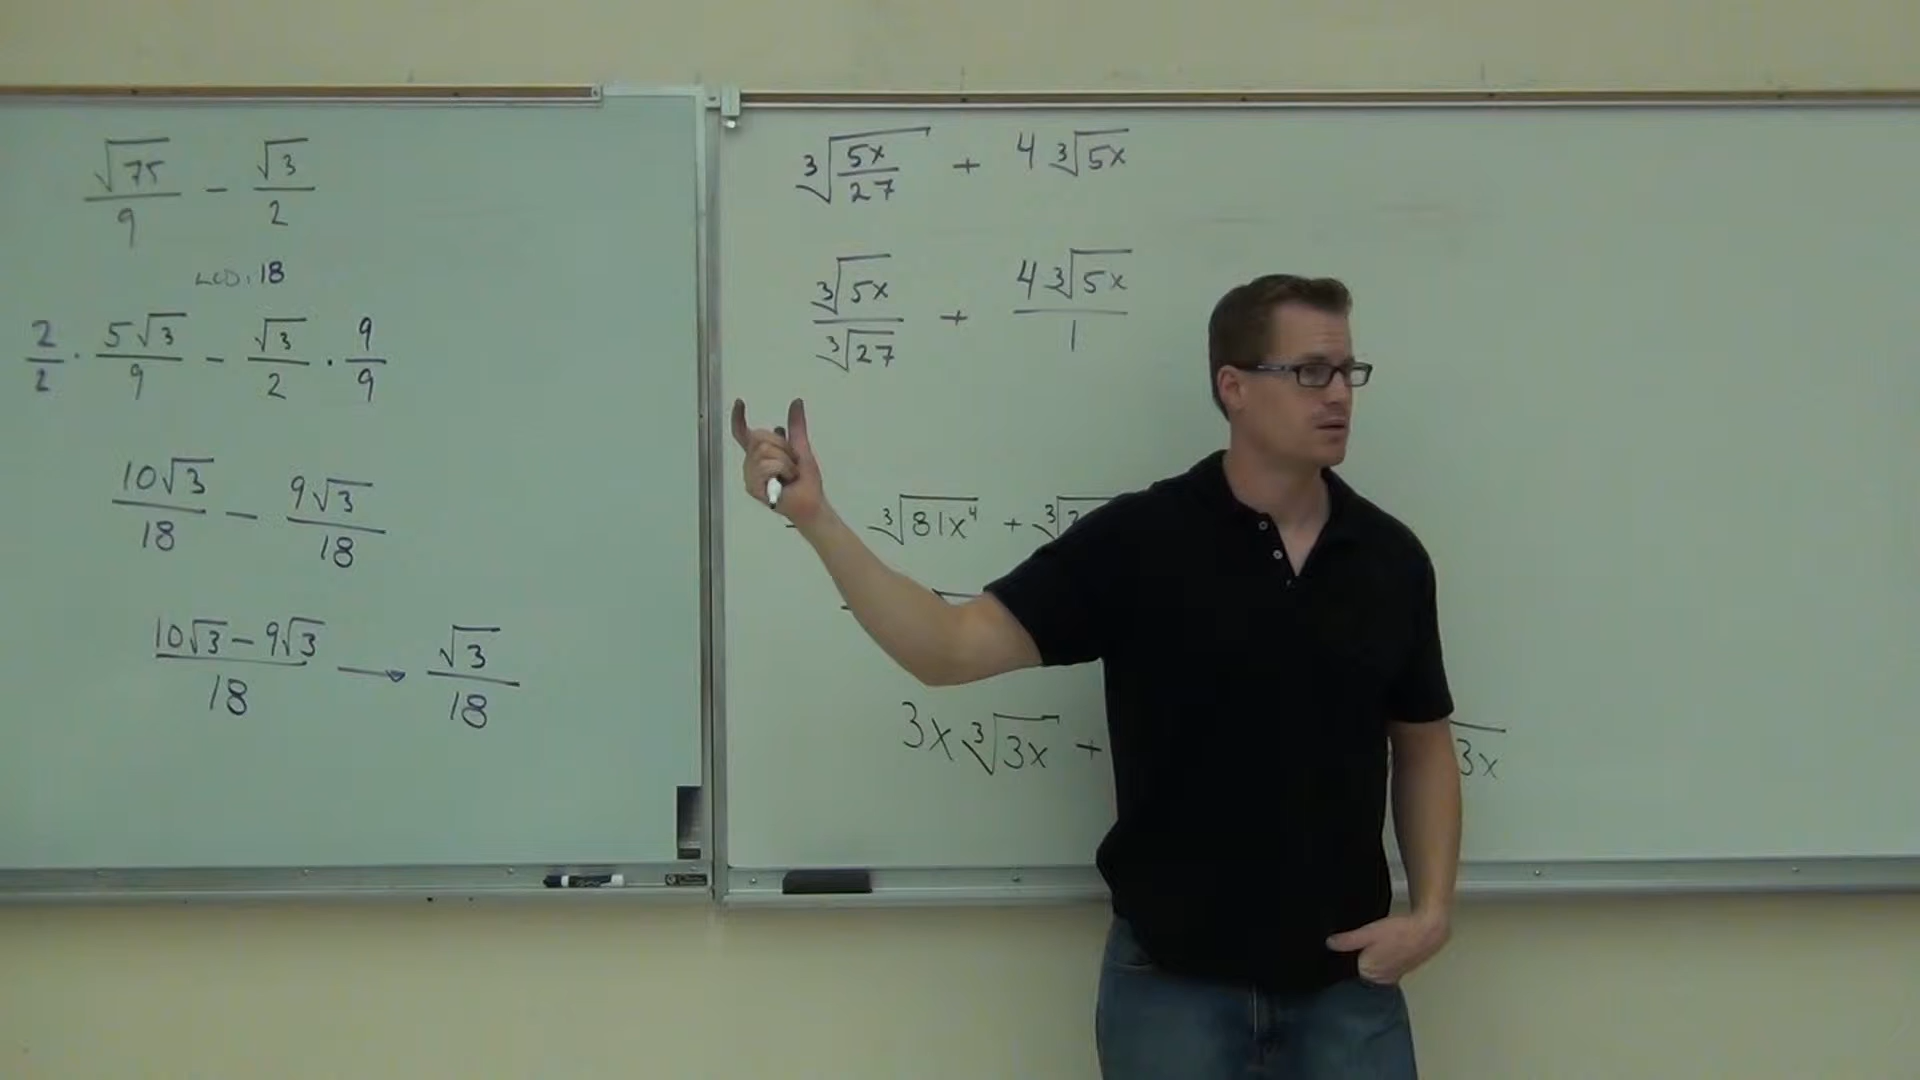 √75/9 - √3/2
LCD: 18
2/2 · 5√3/9 - √3/2 · 9/9
10√3/18 - 9√3/18
10√3 - 9√3/18 → √3/18
∛(5x/27) + 4∛5x
∛5x/∛27 + 4∛5x/1
∛81x⁴ + ∛
3x∛3x + 3x